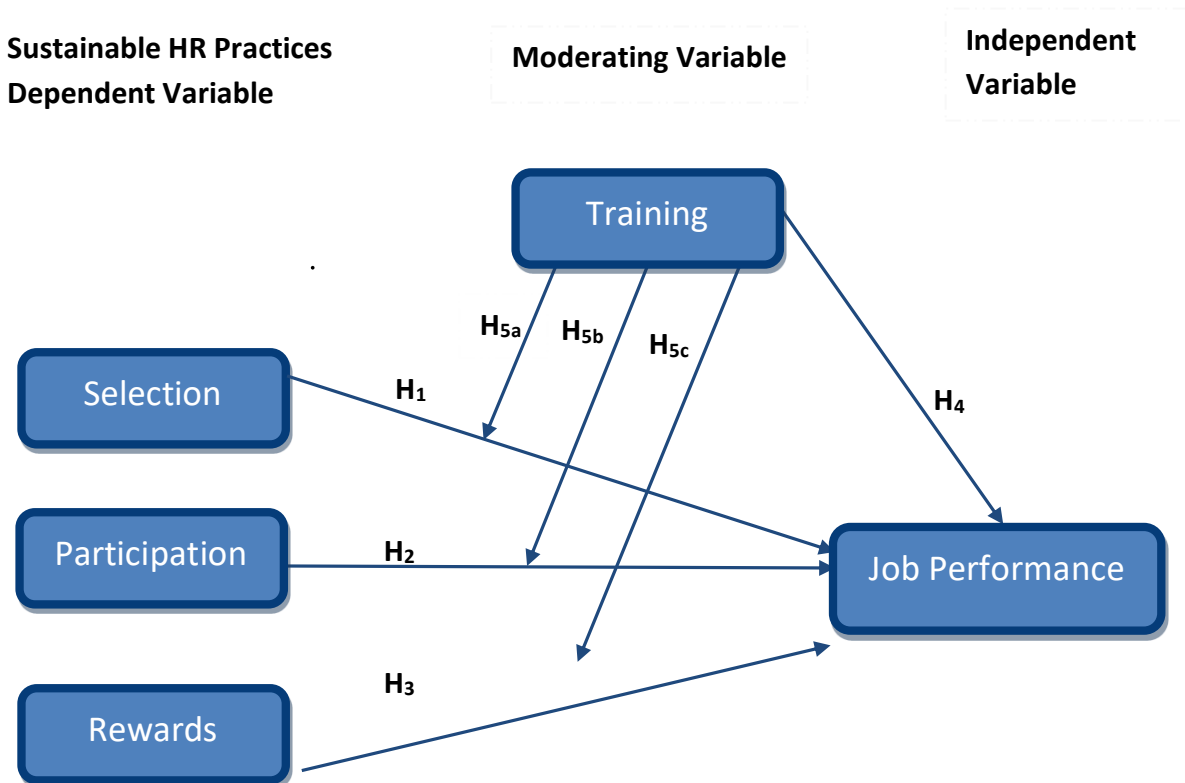 Sustainable HR Practices
Dependent Variable
Moderating Variable
Independent
Variable
Training
.
H5a
H5b
H5c
Selection
H1
H4
Participation
H2
Job Performance
H3
Rewards